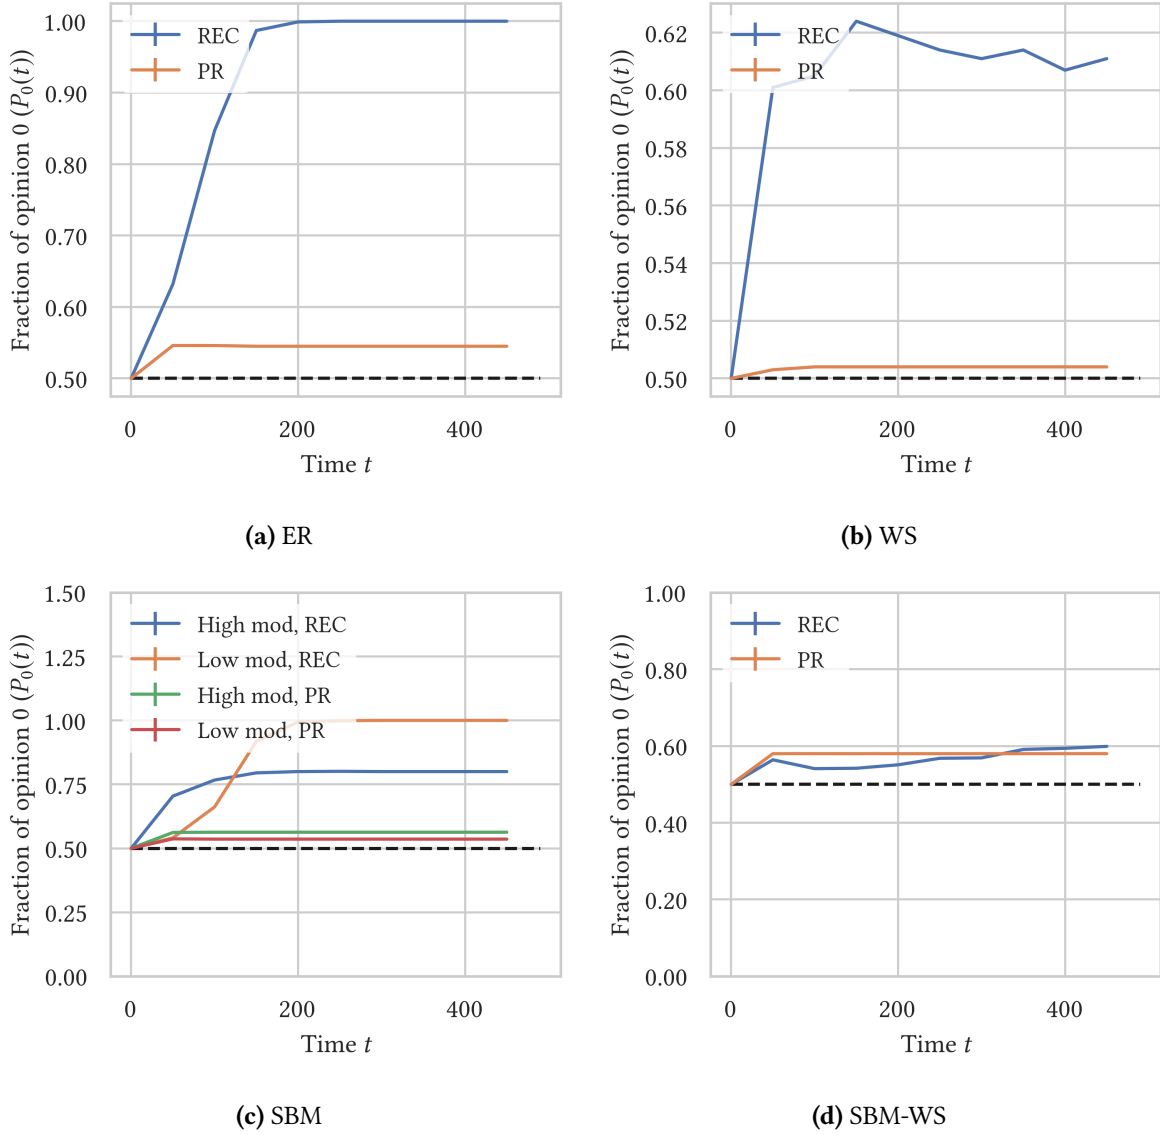 Fraction of opinion 0 (P₀(t))
1.00
0.90
0.80
0.70
0.60
0.50
REC
PR
0
200
400
Time t
(a) ER
Fraction of opinion 0 (P₀(t))
0.62
0.60
0.58
0.56
0.54
0.52
0.50
REC
PR
0
200
400
Time t
(b) WS
Fraction of opinion 0 (P₀(t))
1.50
1.25
1.00
0.75
0.50
0.25
0.00
High mod, REC
Low mod, REC
High mod, PR
Low mod, PR
0
200
400
Time t
(c) SBM
Fraction of opinion 0 (P₀(t))
1.00
0.80
0.60
0.40
0.20
0.00
REC
PR
0
200
400
Time t
(d) SBM-WS